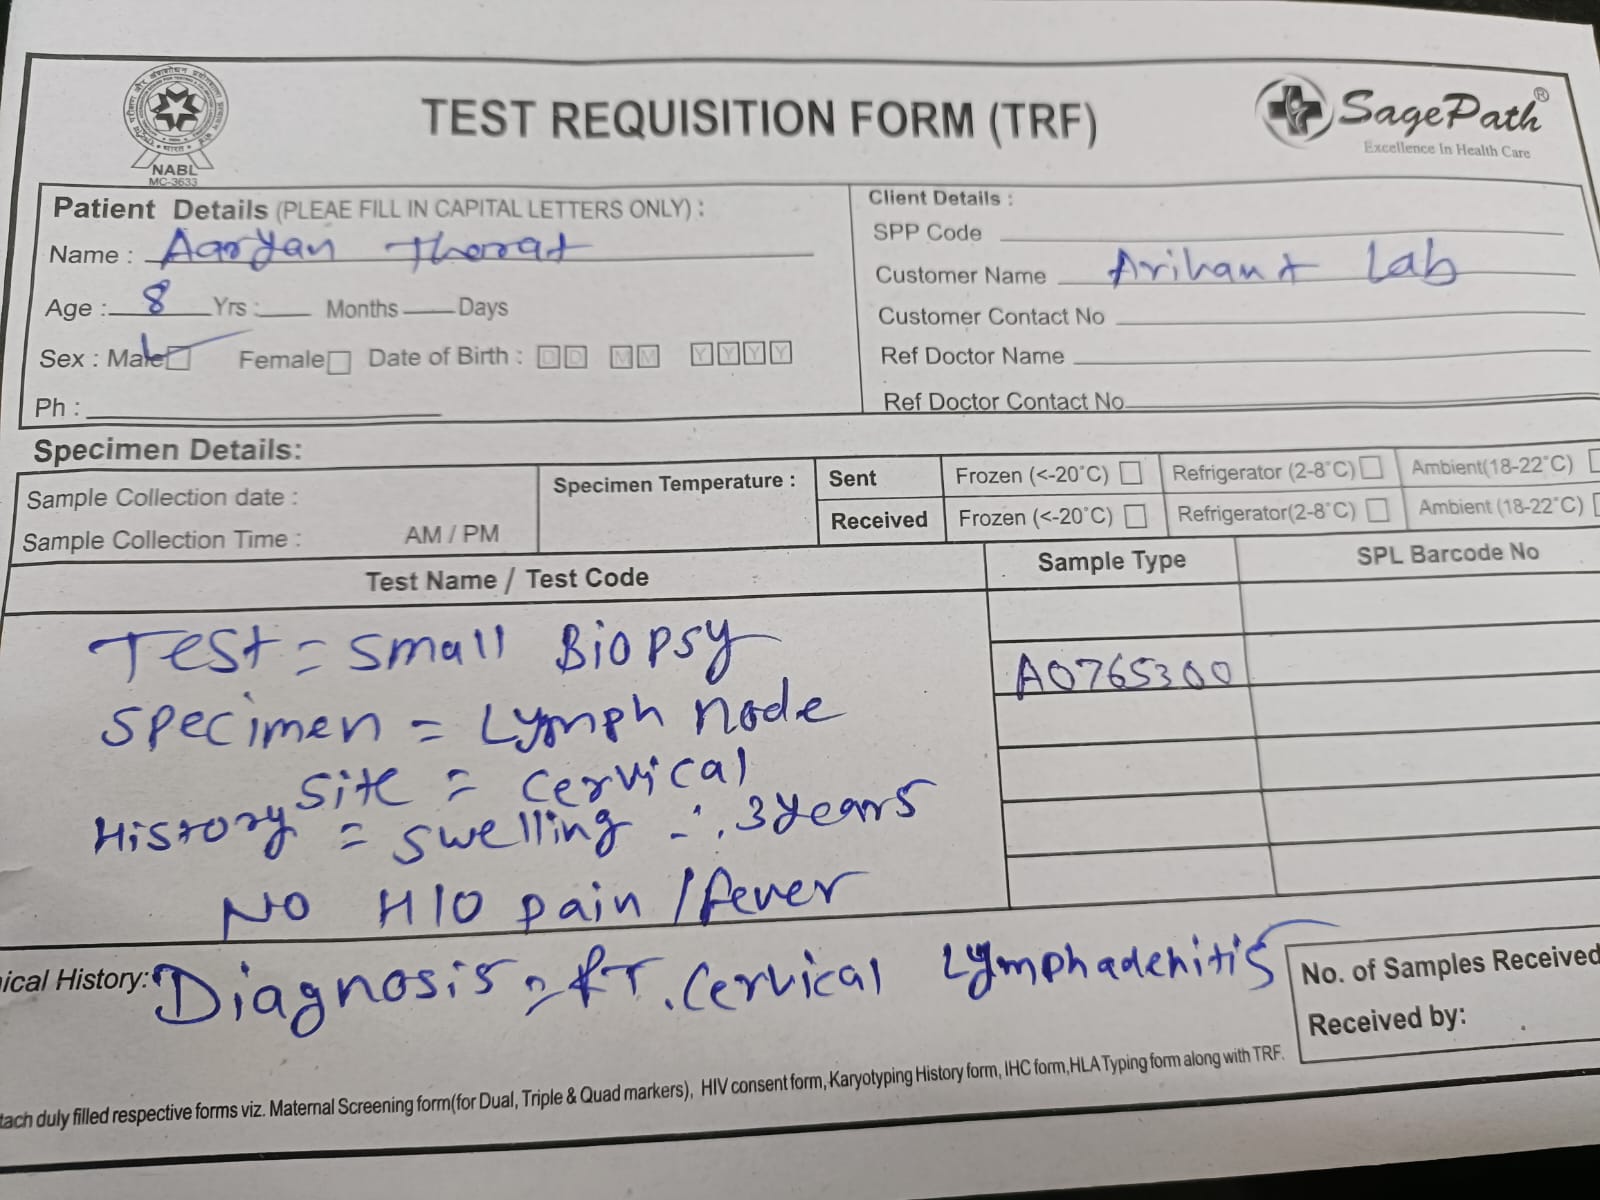 TEST REQUISITION FORM (TRF)
NABL
MC-3633
SagePath®
Excellence In Health Care
Patient Details (PLEAE FILL IN CAPITAL LETTERS ONLY) :
Name : Aaryan Thorat
Age : 8 Yrs : Months Days
Sex : Male Female Date of Birth : DD MM YYYY
Ph :
Client Details :
SPP Code
Customer Name Arihant Lab
Customer Contact No
Ref Doctor Name
Ref Doctor Contact No
Specimen Details:
Sample Collection date :
Sample Collection Time : AM / PM
Specimen Temperature :
Sent Frozen (<-20°C) Refrigerator (2-8°C) Ambient(18-22°C)
Received Frozen (<-20°C) Refrigerator(2-8°C) Ambient (18-22°C)
Test Name / Test Code Sample Type SPL Barcode No
Test = Small Biopsy
A0765300
Specimen = Lymph node
Site = cervical
History = swelling ∴ 3 years
NO H/O pain / fever
ical History: Diagnosis = RT. Cervical Lymphadenitis
No. of Samples Received
Received by:
tach duly filled respective forms viz. Maternal Screening form(for Dual, Triple & Quad markers), HIV consent form, Karyotyping History form, IHC form,HLA Typing form along with TRF.